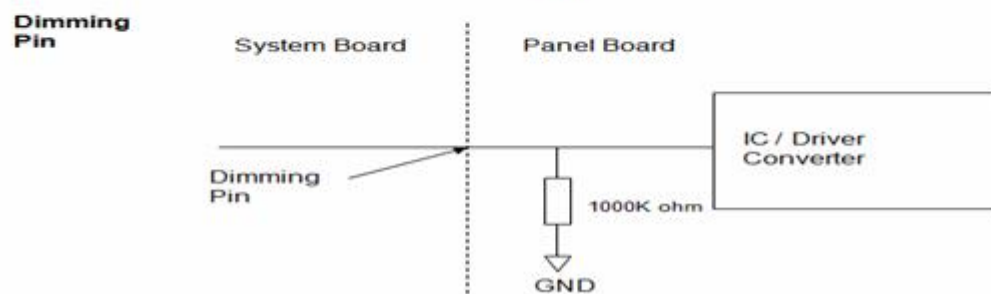 Dimming
Pin
System Board
Panel Board
IC / Driver
Converter
Dimming
Pin
1000K ohm
GND